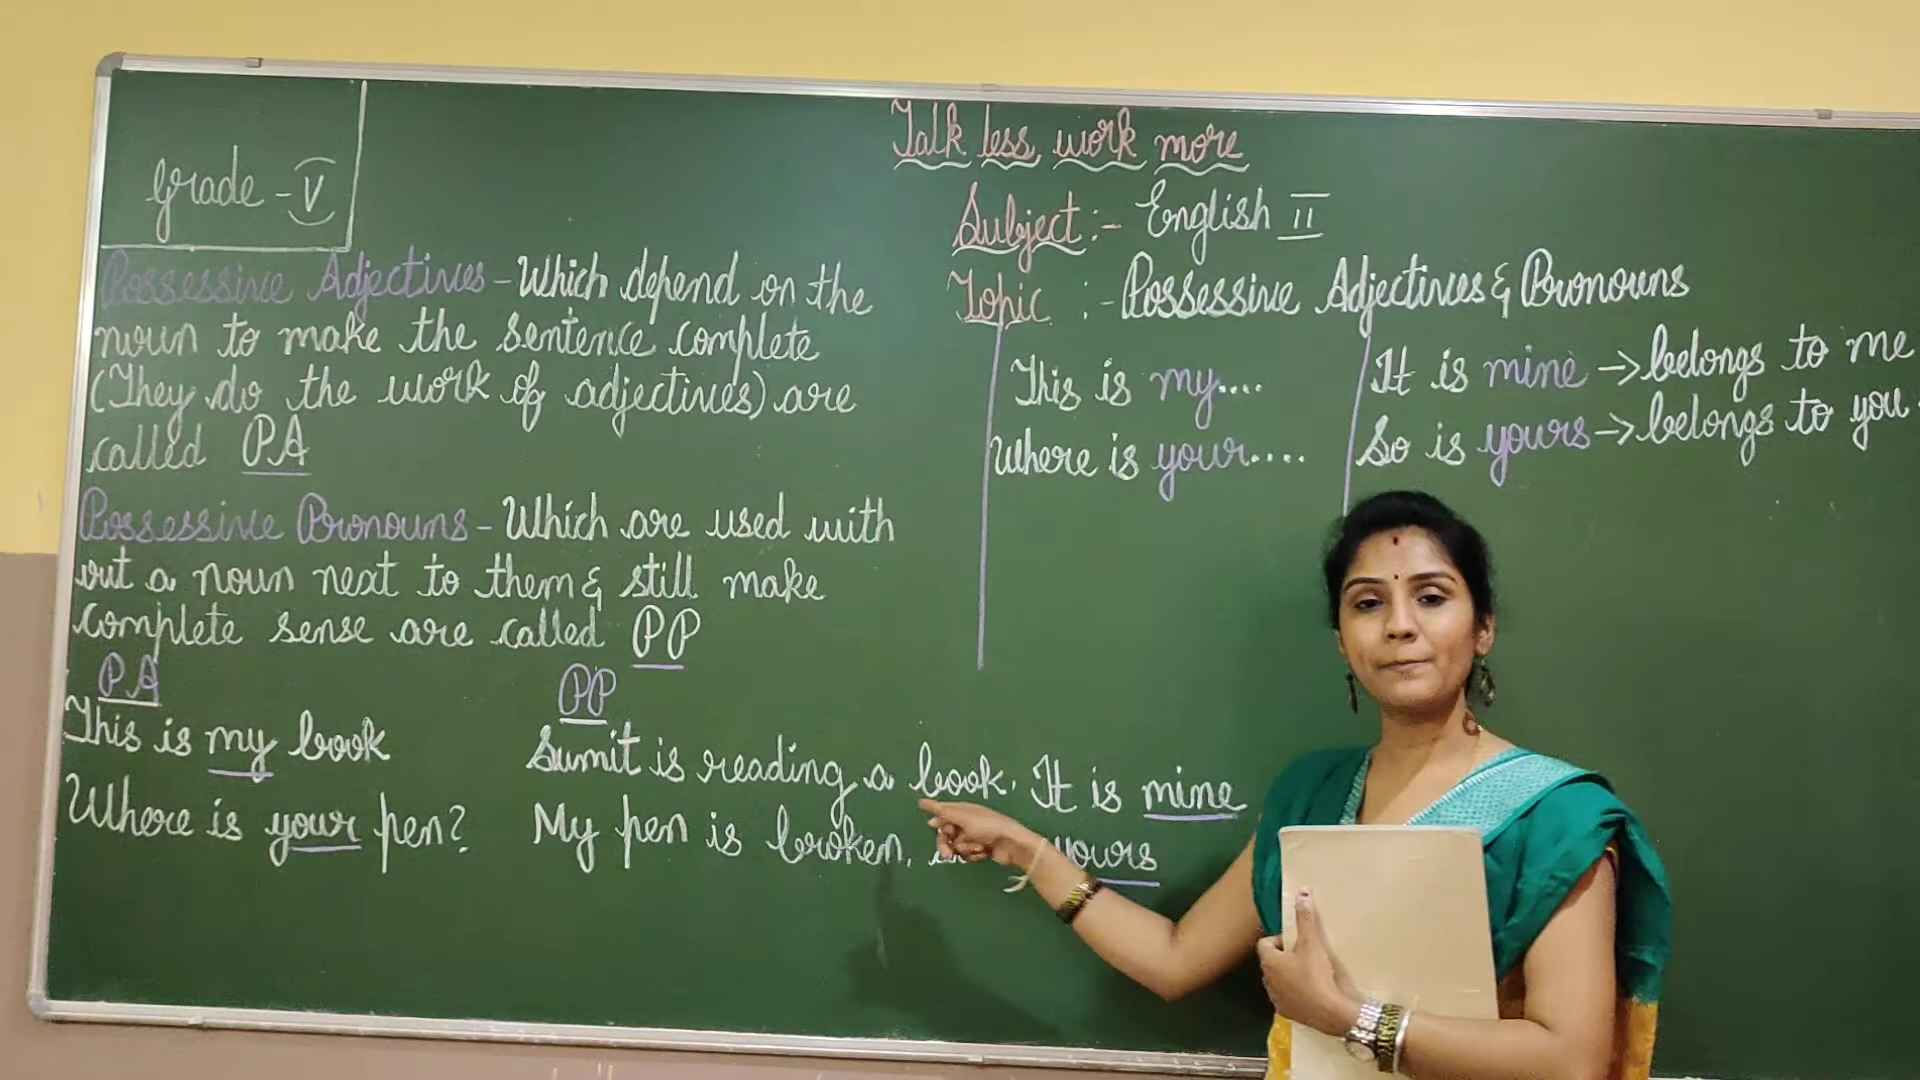 Talk less, work more
Grade - V
Subject :- English II
Topic :- Possessive Adjectives & Pronouns
Possessive Adjectives - Which depend on the
noun to make the sentence complete
(They do the work of adjectives) are
called PA
Possessive Pronouns - Which are used with
out a noun next to them & still make
complete sense are called PP
PA
This is my book
Where is your pen?
PP
Sumit is reading a book. It is mine
My pen is broken, yours
This is my....
Where is your....
It is mine → belongs to me
So is yours → belongs to you.